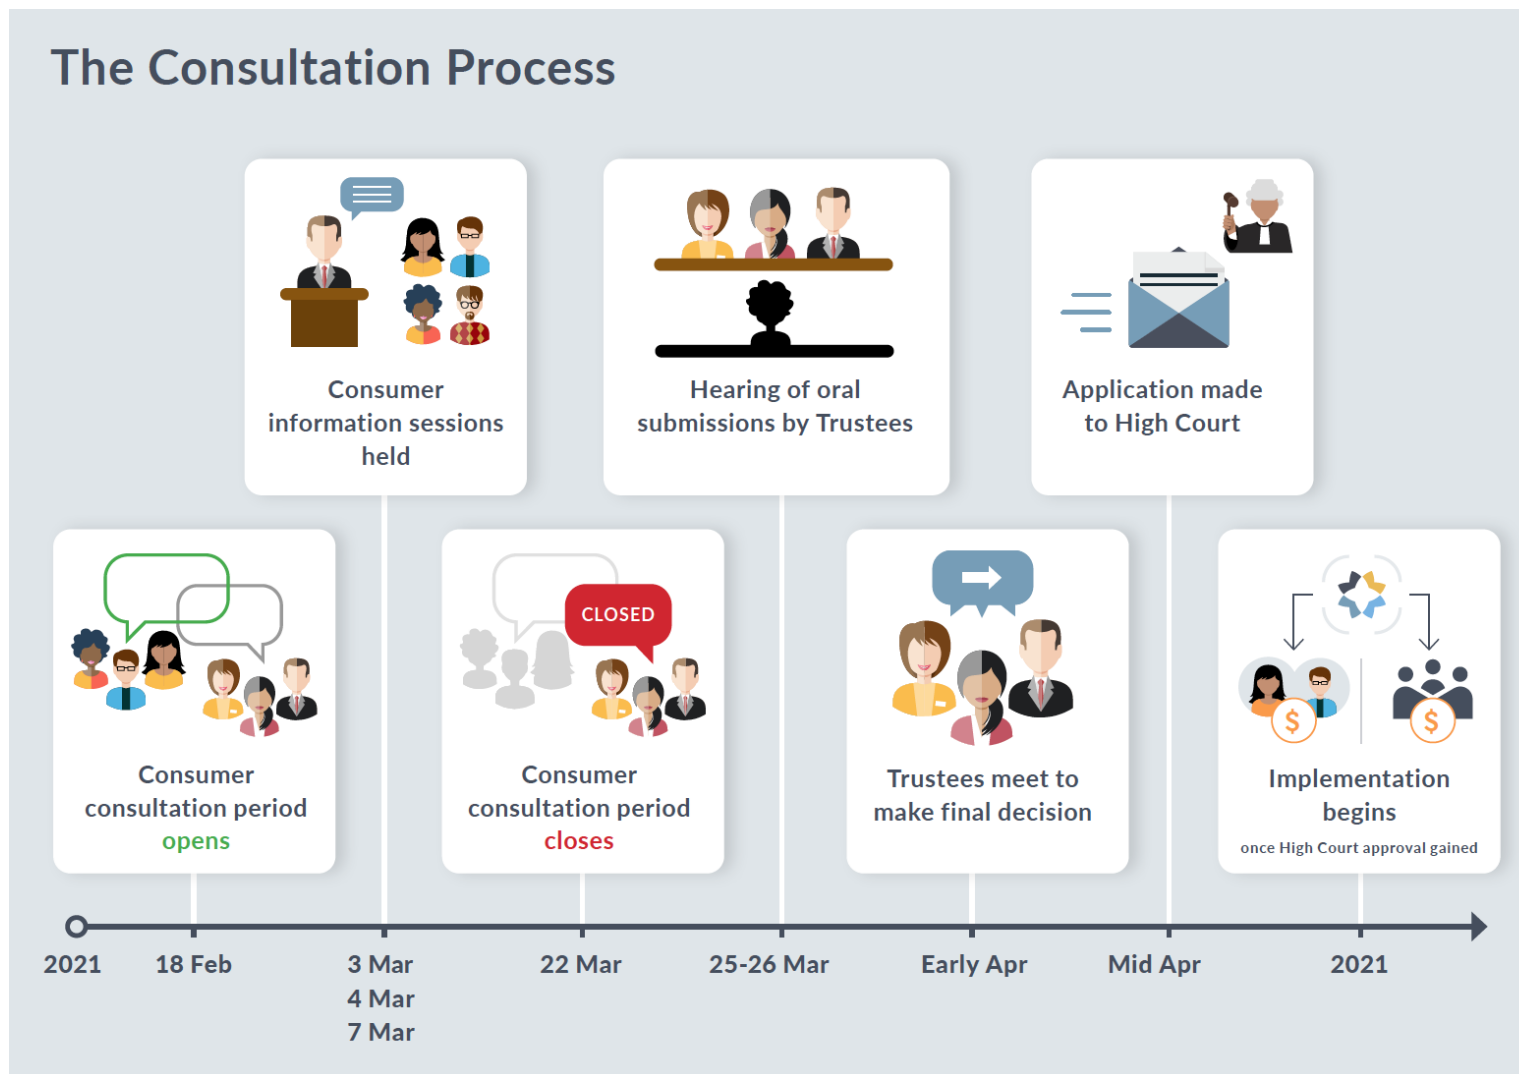 The Consultation Process
Consumer
information sessions
held
Hearing of oral
submissions by Trustees
Application made
to High Court
Consumer
consultation period
opens
CLOSED
Consumer
consultation period
closes
Trustees meet to
make final decision
$
$
Implementation
begins
once High Court approval gained
2021
18 Feb
3 Mar
4 Mar
7 Mar
22 Mar
25-26 Mar
Early Apr
Mid Apr
2021